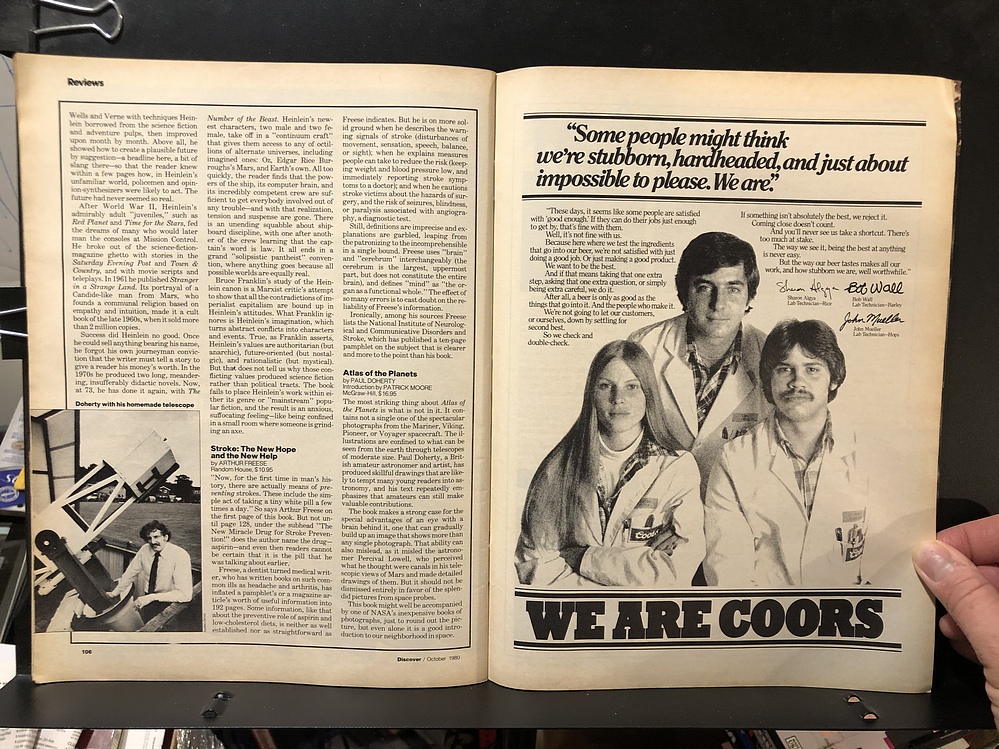 Reviews
Wells and Verne with techniques Hein-
lein borrowed from the science fiction
and adventure pulps, then improved
upon month by month. Above all, he
showed how to create a plausible future
by suggestion—a headline here, a bit of
slang there—so that the reader knew
within a few pages how, in Heinlein's
unfamiliar world, policemen and opin-
ion-synthesizers were likely to act. The
future had never seemed so real.
After World War II, Heinlein's
admirably adult "juveniles," such as
Red Planet and Time for the Stars, fed
the dreams of many who would later
man the consoles at Mission Control.
He broke out of the science-fiction
magazine ghetto with stories in the
Saturday Evening Post and Town &
Country, and with movie scripts and
teleplays. In 1961 he published Stranger
in a Strange Land. Its portrayal of a
Candide-like man from Mars, who
founds a communal religion based on
empathy and intuition, made it a cult
book of the late 1960s, when it sold more
than 2 million copies.
Success did Heinlein no good. Once
he could sell anything bearing his name,
he forgot his own journeyman convic-
tion that the writer must tell a story to
give a reader his money's worth. In the
1970s he produced two long, meander-
ing, insufferably didactic novels. Now,
at 73, he has done it again, with The
Doherty with his homemade telescope
Number of the Beast. Heinlein's new-
est characters, two male and two fe-
male, take off in a "continuum craft"
that gives them access to any of octil-
lions of alternate universes, including
imagined ones: Oz, Edgar Rice Bur-
roughs's Mars, and Earth's own. All too
quickly, the reader finds that the pow-
ers of the ship, its computer brain, and
its incredibly competent crew are suf-
ficient to get everybody involved out of
any trouble—and with that realization,
tension and suspense are gone. There
is an unending squabble about ship-
board discipline, with one after anoth-
er of the crew learning that the cap-
tain's word is law. It all ends in a
grand "solipsistic pantheist" conven-
tion, where anything goes because all
possible worlds are equally real.
Bruce Franklin's study of the Hein-
lein canon is a Marxist critic's attempt
to show that all the contradictions of im-
perialist capitalism are bound up in
Heinlein's attitudes. What Franklin ig-
nores is Heinlein's imagination, which
turns abstract conflicts into characters
and events. True, as Franklin asserts,
Heinlein's values are authoritarian (but
anarchic), future-oriented (but nostal-
gic), and rationalistic (but mystical).
But that does not tell us why those con-
flicting values produced science fiction
rather than political tracts. The book
fails to place Heinlein's work within ei-
ther its genre or "mainstream" popu-
lar fiction, and the result is an anxious,
suffocating feeling—like being confined
in a small room where someone is grind-
ing an axe.
Stroke: The New Hope
and the New Help
by ARTHUR FREESE
Random House, $10.95
"Now, for the first time in man's his-
tory, there are actually means of pre-
venting strokes. These include the sim-
ple act of taking a tiny white pill a few
times a day." So says Arthur Freese on
the first page of this book. But not un-
til page 128, under the subhead "The
New Miracle Drug for Stroke Preven-
tion!" does the author name the drug—
aspirin—and even then readers cannot
be certain that it is the pill that he
was talking about earlier.
Freese, a dentist turned medical writ-
er, who has written books on such com-
mon ills as headache and arthritis, has
inflated a pamphlet's or a magazine ar-
ticle's worth of useful information into
192 pages. Some information, like that
about the preventive role of aspirin and
low-cholesterol diets, is neither as well
established nor as straightforward as
Freese indicates. But he is on more sol-
id ground when he describes the warn-
ing signals of stroke (disturbances of
movement, sensation, speech, balance,
or sight); when he explains measures
people can take to reduce the risk (keep-
ing weight and blood pressure low, and
immediately reporting stroke symp-
toms to a doctor); and when he cautions
stroke victims about the hazards of sur-
gery, and the risk of seizures, blindness,
or paralysis associated with angiogra-
phy, a diagnostic test.
Still, definitions are imprecise and ex-
planations are garbled, leaping from
the patronizing to the incomprehensible
in a single bound. Freese uses "brain"
and "cerebrum" interchangeably (the
cerebrum is the largest, uppermost
part, but does not constitute the entire
brain), and defines "mind" as "the or-
gan as a functional whole." The effect of
so many errors is to cast doubt on the re-
liability of Freese's information.
Ironically, among his sources Freese
lists the National Institute of Neurolog-
ical and Communicative Disorders and
Stroke, which has published a ten-page
pamphlet on the subject that is clearer
and more to the point than his book.
Atlas of the Planets
by PAUL DOHERTY
Introduction by PATRICK MOORE
McGraw-Hill, $16.95
The most striking thing about Atlas of
the Planets is what is not in it. It con-
tains not a single one of the spectacular
photographs from the Mariner, Viking,
Pioneer, or Voyager spacecraft. The il-
lustrations are confined to what can be
seen from the earth through telescopes
of moderate size. Paul Doherty, a Brit-
ish amateur astronomer and artist, has
produced skillful drawings that are like-
ly to tempt many young readers into as-
tronomy, and his text repeatedly em-
phasizes that amateurs can still make
valuable contributions.
The book makes a strong case for the
special advantages of an eye with a
brain behind it, one that can gradually
build up an image that shows more than
any single photograph. That ability can
also mislead, as it misled the astrono-
mer Percival Lowell, who perceived
what he thought were canals in his tele-
scopic views of Mars and made detailed
drawings of them. But it should not be
dismissed entirely in favor of the splen-
did pictures from space probes.
This book might well be accompanied
by one of NASA's inexpensive books of
photographs, just to round out the pic-
ture, but even alone it is a good intro-
duction to our neighborhood in space.
106
Discover / October 1980
"Some people might think
we're stubborn, hardheaded, and just about
impossible to please. We are."
"These days, it seems like some people are satisfied
with 'good enough.' If they can do their jobs just enough
to get by, that's fine with them.
Well, it's not fine with us.
Because here where we test the ingredients
that go into our beer, we're not satisfied with just
doing a good job. Or just making a good product.
We want to be the best.
And if that means taking that one extra
step, asking that one extra question, or simply
being extra careful, we do it.
After all, a beer is only as good as the
things that go into it. And the people who make it.
We're not going to let our customers,
or ourselves, down by settling for
second best.
So we check and
double-check.
If something isn't absolutely the best, we reject it.
Coming close doesn't count.
And you'll never see us take a shortcut. There's
too much at stake.
The way we see it, being the best at anything
is never easy.
But the way our beer tastes makes all our
work, and how stubborn we are, well worthwhile."
Bob Wall
Lab Technician–Rice
Bob Wall
Lab Technician–Barley
John Mueller
John Mueller
Lab Technician–Hops
Coors
Coors
WE ARE COORS